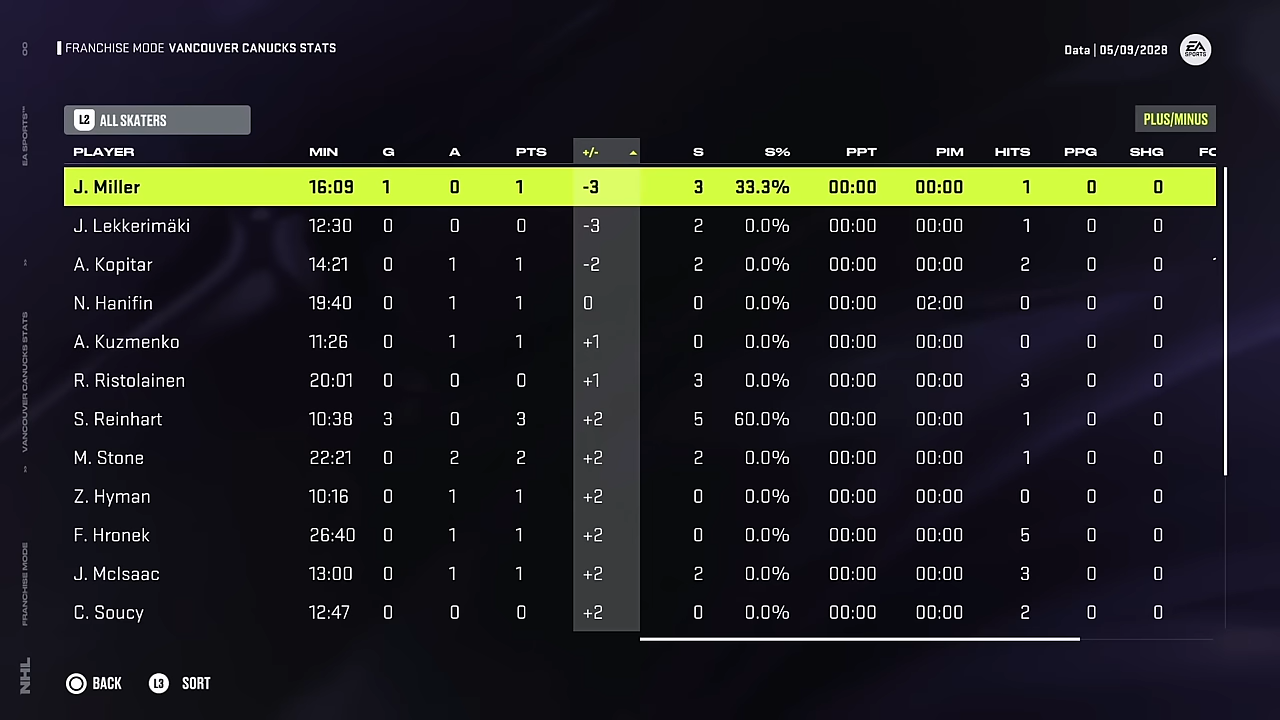 FRANCHISE MODE VANCOUVER CANUCKS STATS
Data | 05/09/2028
EA SPORTS
L2 ALL SKATERS
PLUS/MINUS
PLAYER MIN G A PTS +/- S S% PPT PIM HITS PPG SHG
J. Miller 16:09 1 0 1 -3 3 33.3% 00:00 00:00 1 0 0
J. Lekkerimäki 12:30 0 0 0 -3 2 0.0% 00:00 00:00 1 0 0
A. Kopitar 14:21 0 1 1 -2 2 0.0% 00:00 00:00 2 0 0
N. Hanifin 19:40 0 1 1 0 0 0.0% 00:00 02:00 0 0 0
A. Kuzmenko 11:26 0 1 1 +1 0 0.0% 00:00 00:00 0 0 0
R. Ristolainen 20:01 0 0 0 +1 3 0.0% 00:00 00:00 3 0 0
S. Reinhart 10:38 3 0 3 +2 5 60.0% 00:00 00:00 1 0 0
M. Stone 22:21 0 2 2 +2 2 0.0% 00:00 00:00 1 0 0
Z. Hyman 10:16 0 1 1 +2 0 0.0% 00:00 00:00 0 0 0
F. Hronek 26:40 0 1 1 +2 0 0.0% 00:00 00:00 5 0 0
J. McIsaac 13:00 0 1 1 +2 2 0.0% 00:00 00:00 3 0 0
C. Soucy 12:47 0 0 0 +2 0 0.0% 00:00 00:00 2 0 0
BACK L3 SORT
NHL
FRANCHISE MODE
VANCOUVER CANUCKS STATS
EA SPORTS™